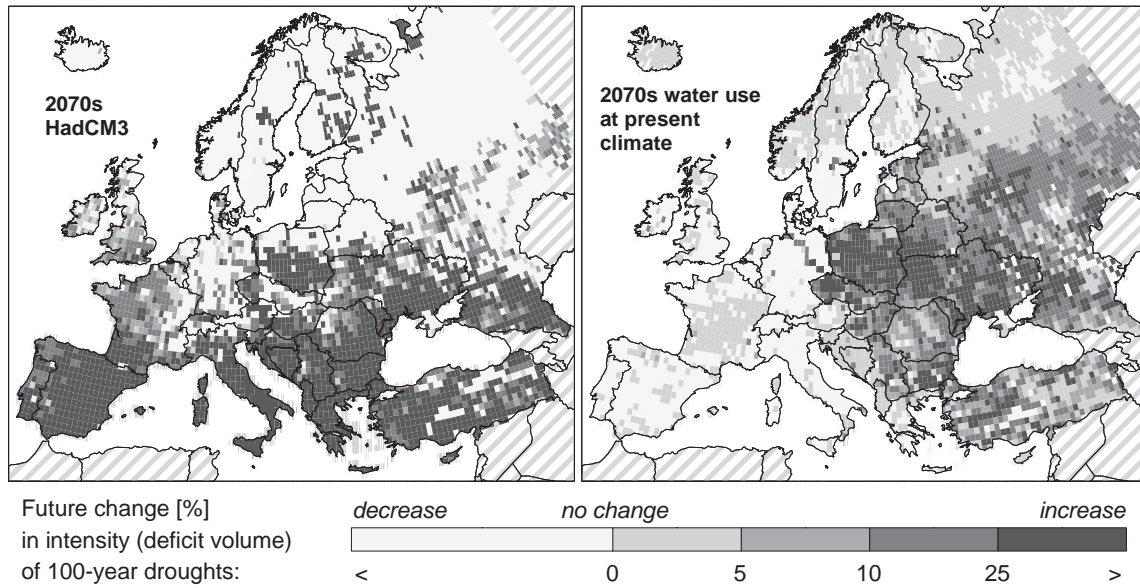 2070s
HadCM3
2070s water use
at present
climate
Future change [%]
in intensity (deficit volume)
of 100-year droughts:
decrease no change increase
< 0 5 10 25 >